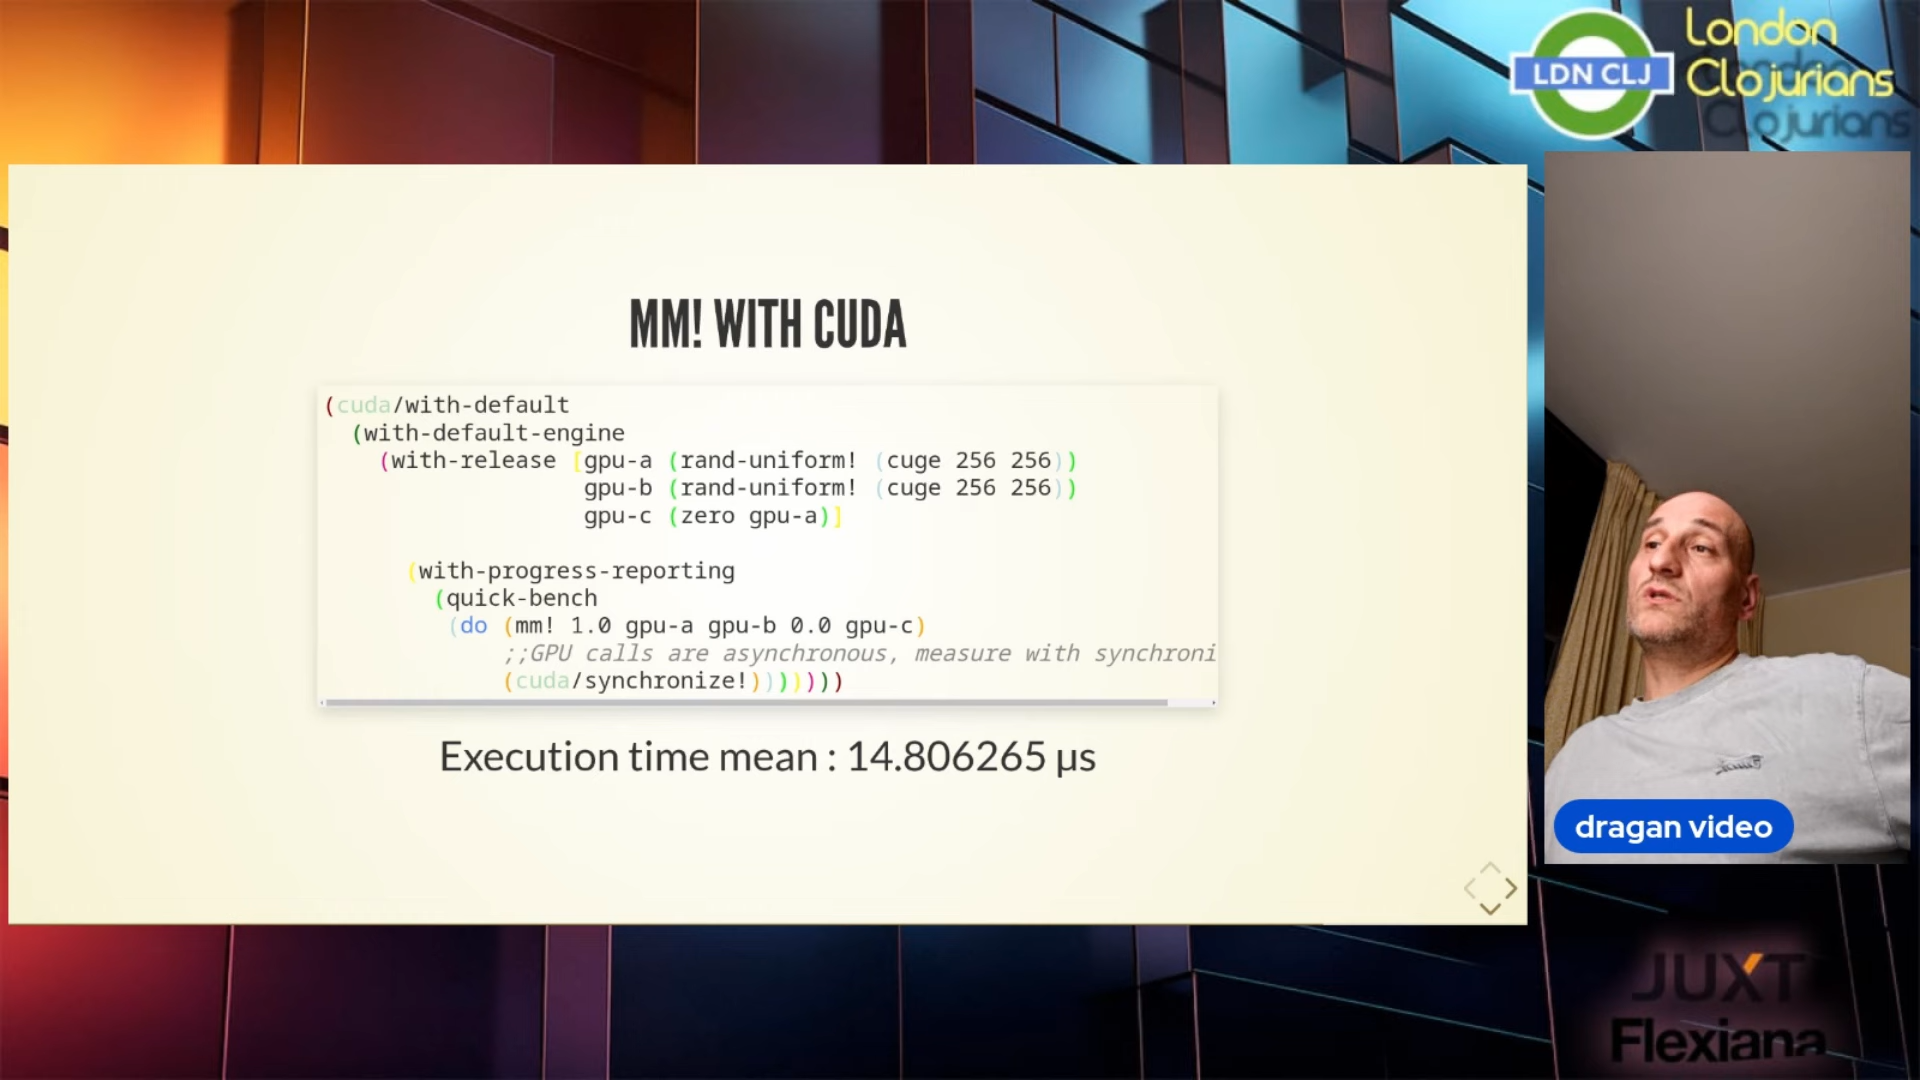 London
Clojurians
LDN CLJ
MM! WITH CUDA
(cuda/with-default
(with-default-engine
(with-release [gpu-a (rand-uniform! (cuge 256 256))
gpu-b (rand-uniform! (cuge 256 256))
gpu-c (zero gpu-a)]
(with-progress-reporting
(quick-bench
(do (mm! 1.0 gpu-a gpu-b 0.0 gpu-c)
;;GPU calls are asynchronous, measure with synchroni
(cuda/synchronize!)))))))
Execution time mean : 14.806265 µs
dragan video
JUXT
Flexiana